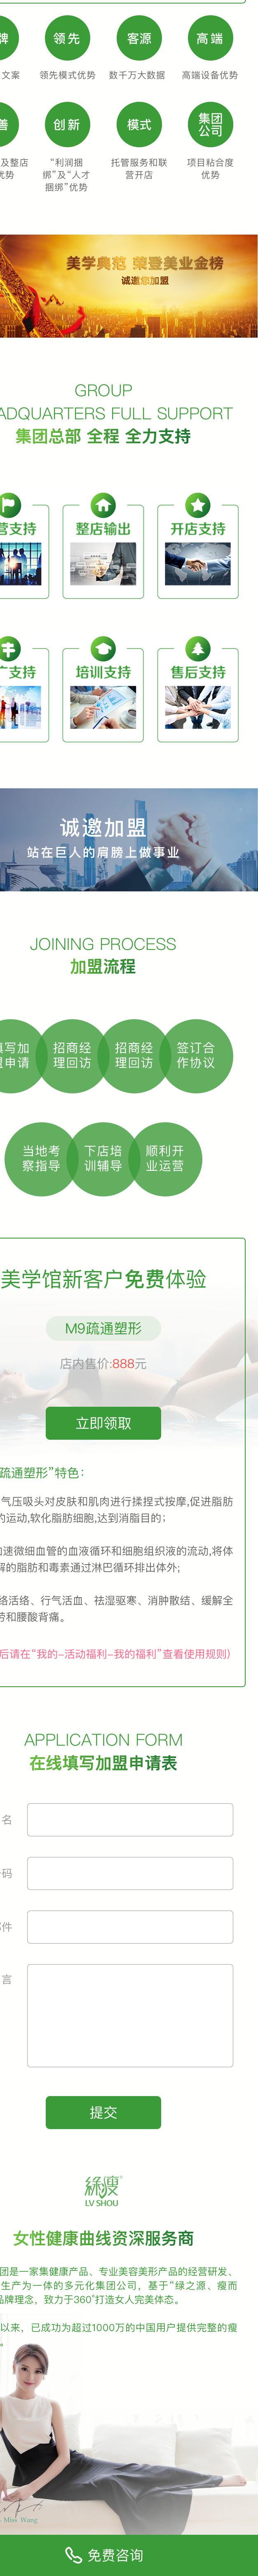 牌
领先
客源
高端
文案
领先模式优势
数千万大数据
高端设备优势
善
创新
模式
集团
公司
及整店
优势
“利润捆
绑”及“人才
捆绑”优势
托管服务和联
营开店
项目粘合度
优势
美学典范 荣登美业金榜
诚邀您加盟
GROUP
ADQUARTERS FULL SUPPORT
集团总部 全程 全力支持
营支持
整店输出
开店支持
广支持
培训支持
售后支持
诚邀加盟
站在巨人的肩膀上做事业
JOINING PROCESS
加盟流程
填写加
盟申请
招商经
理回访
招商经
理回访
签订合
作协议
当地考
察指导
下店培
训辅导
顺利开
业运营
美学馆新客户免费体验
M9疏通塑形
店内售价:888元
立即领取
疏通塑形”特色：
气压吸头对皮肤和肌肉进行揉捏式按摩,促进脂肪
的运动,软化脂肪细胞,达到消脂目的；
加速微细血管的血液循环和细胞组织液的流动,将体
解的脂肪和毒素通过淋巴循环排出体外;
络活络、行气活血、祛湿驱寒、消肿散结、缓解全
劳和腰酸背痛。
后请在“我的-活动福利-我的福利”查看使用规则）
APPLICATION FORM
在线填写加盟申请表
名
码
件
言
提交
绿瘦
LV SHOU
女性健康曲线资深服务商
团是一家集健康产品、专业美容美形产品的经营研发、
生产为一体的多元化集团公司，基于“绿之源、瘦而
品牌理念，致力于360°打造女人完美体态。
以来，已成功为超过1000万的中国用户提供完整的瘦
。
Miss Wang
免费咨询